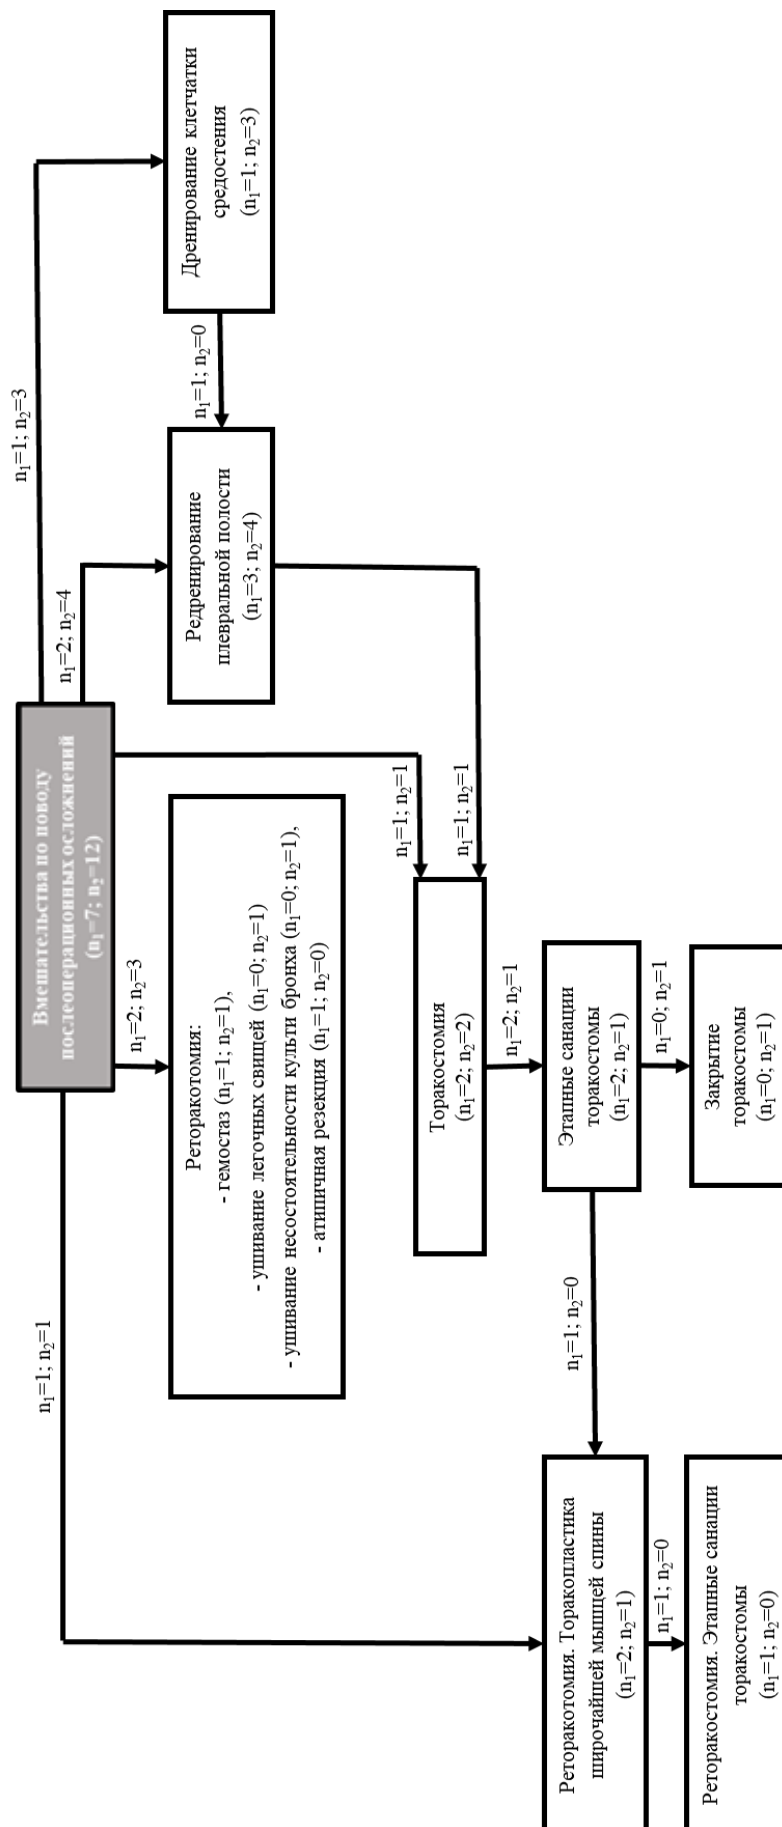 Вмешательства по поводу
послеоперационных осложнений
(n₁=7; n₂=12)
n₁=1; n₂=1
n₁=2; n₂=3
n₁=2; n₂=4
n₁=1; n₂=3
Реторакотомия:
- гемостаз (n₁=1; n₂=1),
- ушивание легочных свищей (n₁=0; n₂=1)
- ушивание несостоятельности культи бронха (n₁=0; n₂=1),
- атипичная резекция (n₁=1; n₂=0)
Редренирование
плевральной полости
(n₁=3; n₂=4)
n₁=1; n₂=0
Дренирование клетчатки
средостения
(n₁=1; n₂=3)
n₁=1; n₂=1
n₁=1; n₂=1
Торакостомия
(n₁=2; n₂=2)
n₁=2; n₂=1
Этапные санации
торакостомы
(n₁=2; n₂=1)
n₁=1; n₂=0
n₁=0; n₂=1
Реторакотомия. Торакопластика
широчайшей мышцей спины
(n₁=2; n₂=1)
n₁=1; n₂=0
Закрытие
торакостомы
(n₁=0; n₂=1)
Реторакостомия. Этапные санации
торакостомы
(n₁=1; n₂=0)